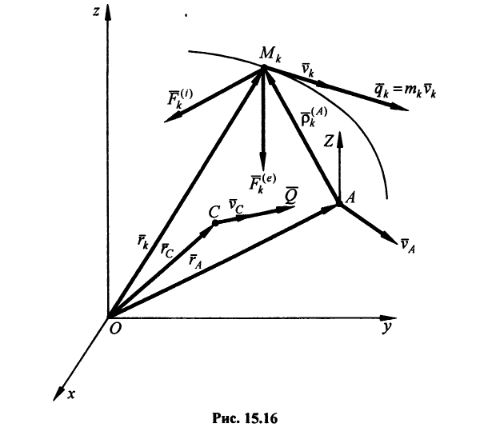 z
M_k
v̄_k
q̄_k = m_k v̄_k
F̄_k^(i)
ρ̄_k^(A)
Z
F̄_k^(e)
Q̄
C
v̄_C
A
r̄_k
r̄_C
r̄_A
v̄_A
O
y
x
Рис. 15.16